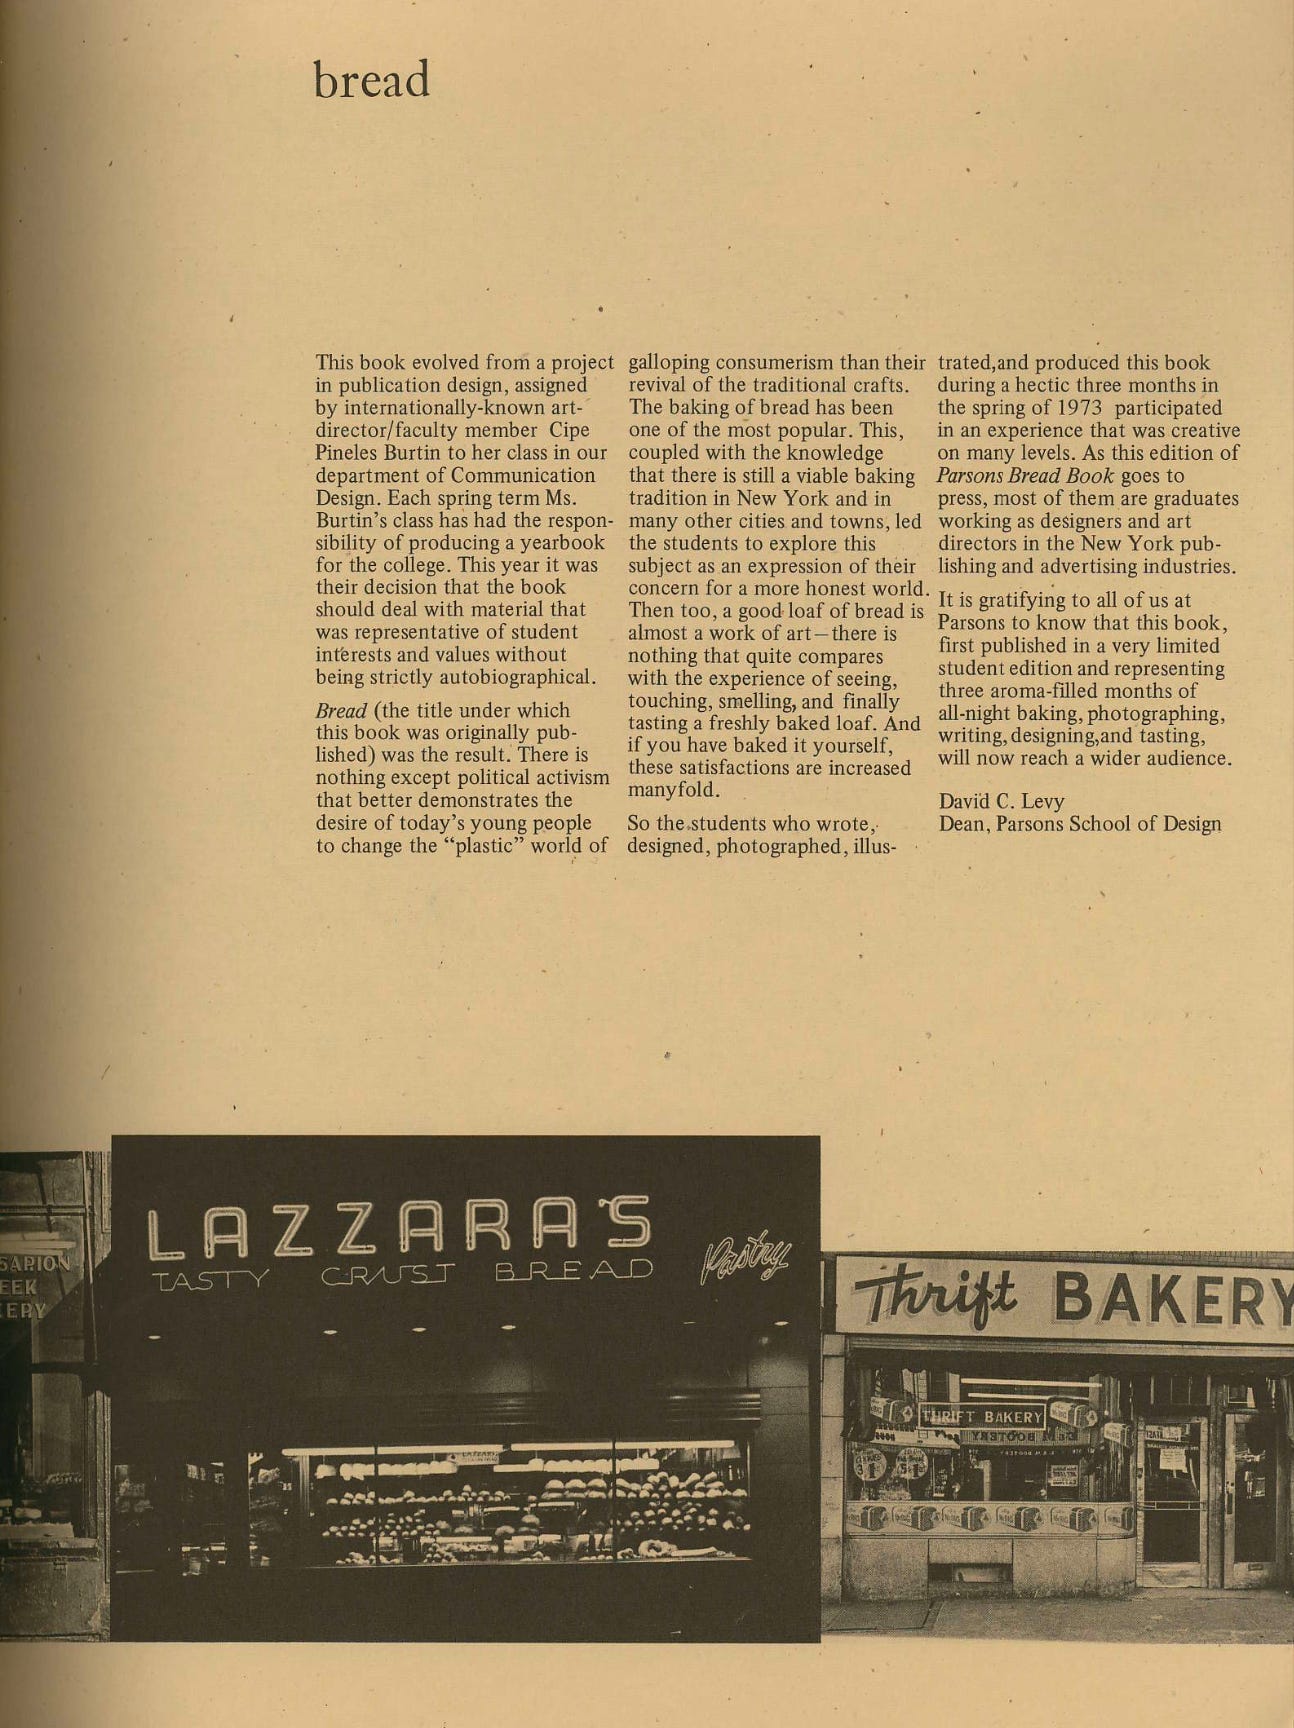 bread
This book evolved from a project
in publication design, assigned
by internationally-known art-
director/faculty member Cipe
Pineles Burtin to her class in our
department of Communication
Design. Each spring term Ms.
Burtin's class has had the respon-
sibility of producing a yearbook
for the college. This year it was
their decision that the book
should deal with material that
was representative of student
interests and values without
being strictly autobiographical.
Bread (the title under which
this book was originally pub-
lished) was the result. There is
nothing except political activism
that better demonstrates the
desire of today's young people
to change the “plastic” world of
galloping consumerism than their
revival of the traditional crafts.
The baking of bread has been
one of the most popular. This,
coupled with the knowledge
that there is still a viable baking
tradition in New York and in
many other cities and towns, led
the students to explore this
subject as an expression of their
concern for a more honest world.
Then too, a good loaf of bread is
almost a work of art—there is
nothing that quite compares
with the experience of seeing,
touching, smelling, and finally
tasting a freshly baked loaf. And
if you have baked it yourself,
these satisfactions are increased
manyfold.
So the students who wrote,
designed, photographed, illus-
trated,and produced this book
during a hectic three months in
the spring of 1973 participated
in an experience that was creative
on many levels. As this edition of
Parsons Bread Book goes to
press, most of them are graduates
working as designers and art
directors in the New York pub-
lishing and advertising industries.
It is gratifying to all of us at
Parsons to know that this book,
first published in a very limited
student edition and representing
three aroma-filled months of
all-night baking, photographing,
writing, designing,and tasting,
will now reach a wider audience.
David C. Levy
Dean, Parsons School of Design
SARION
EEK
ERY
LAZZARA'S
TASTY CRUST BREAD
Pastry
Thrift BAKERY
THRIFT BAKERY